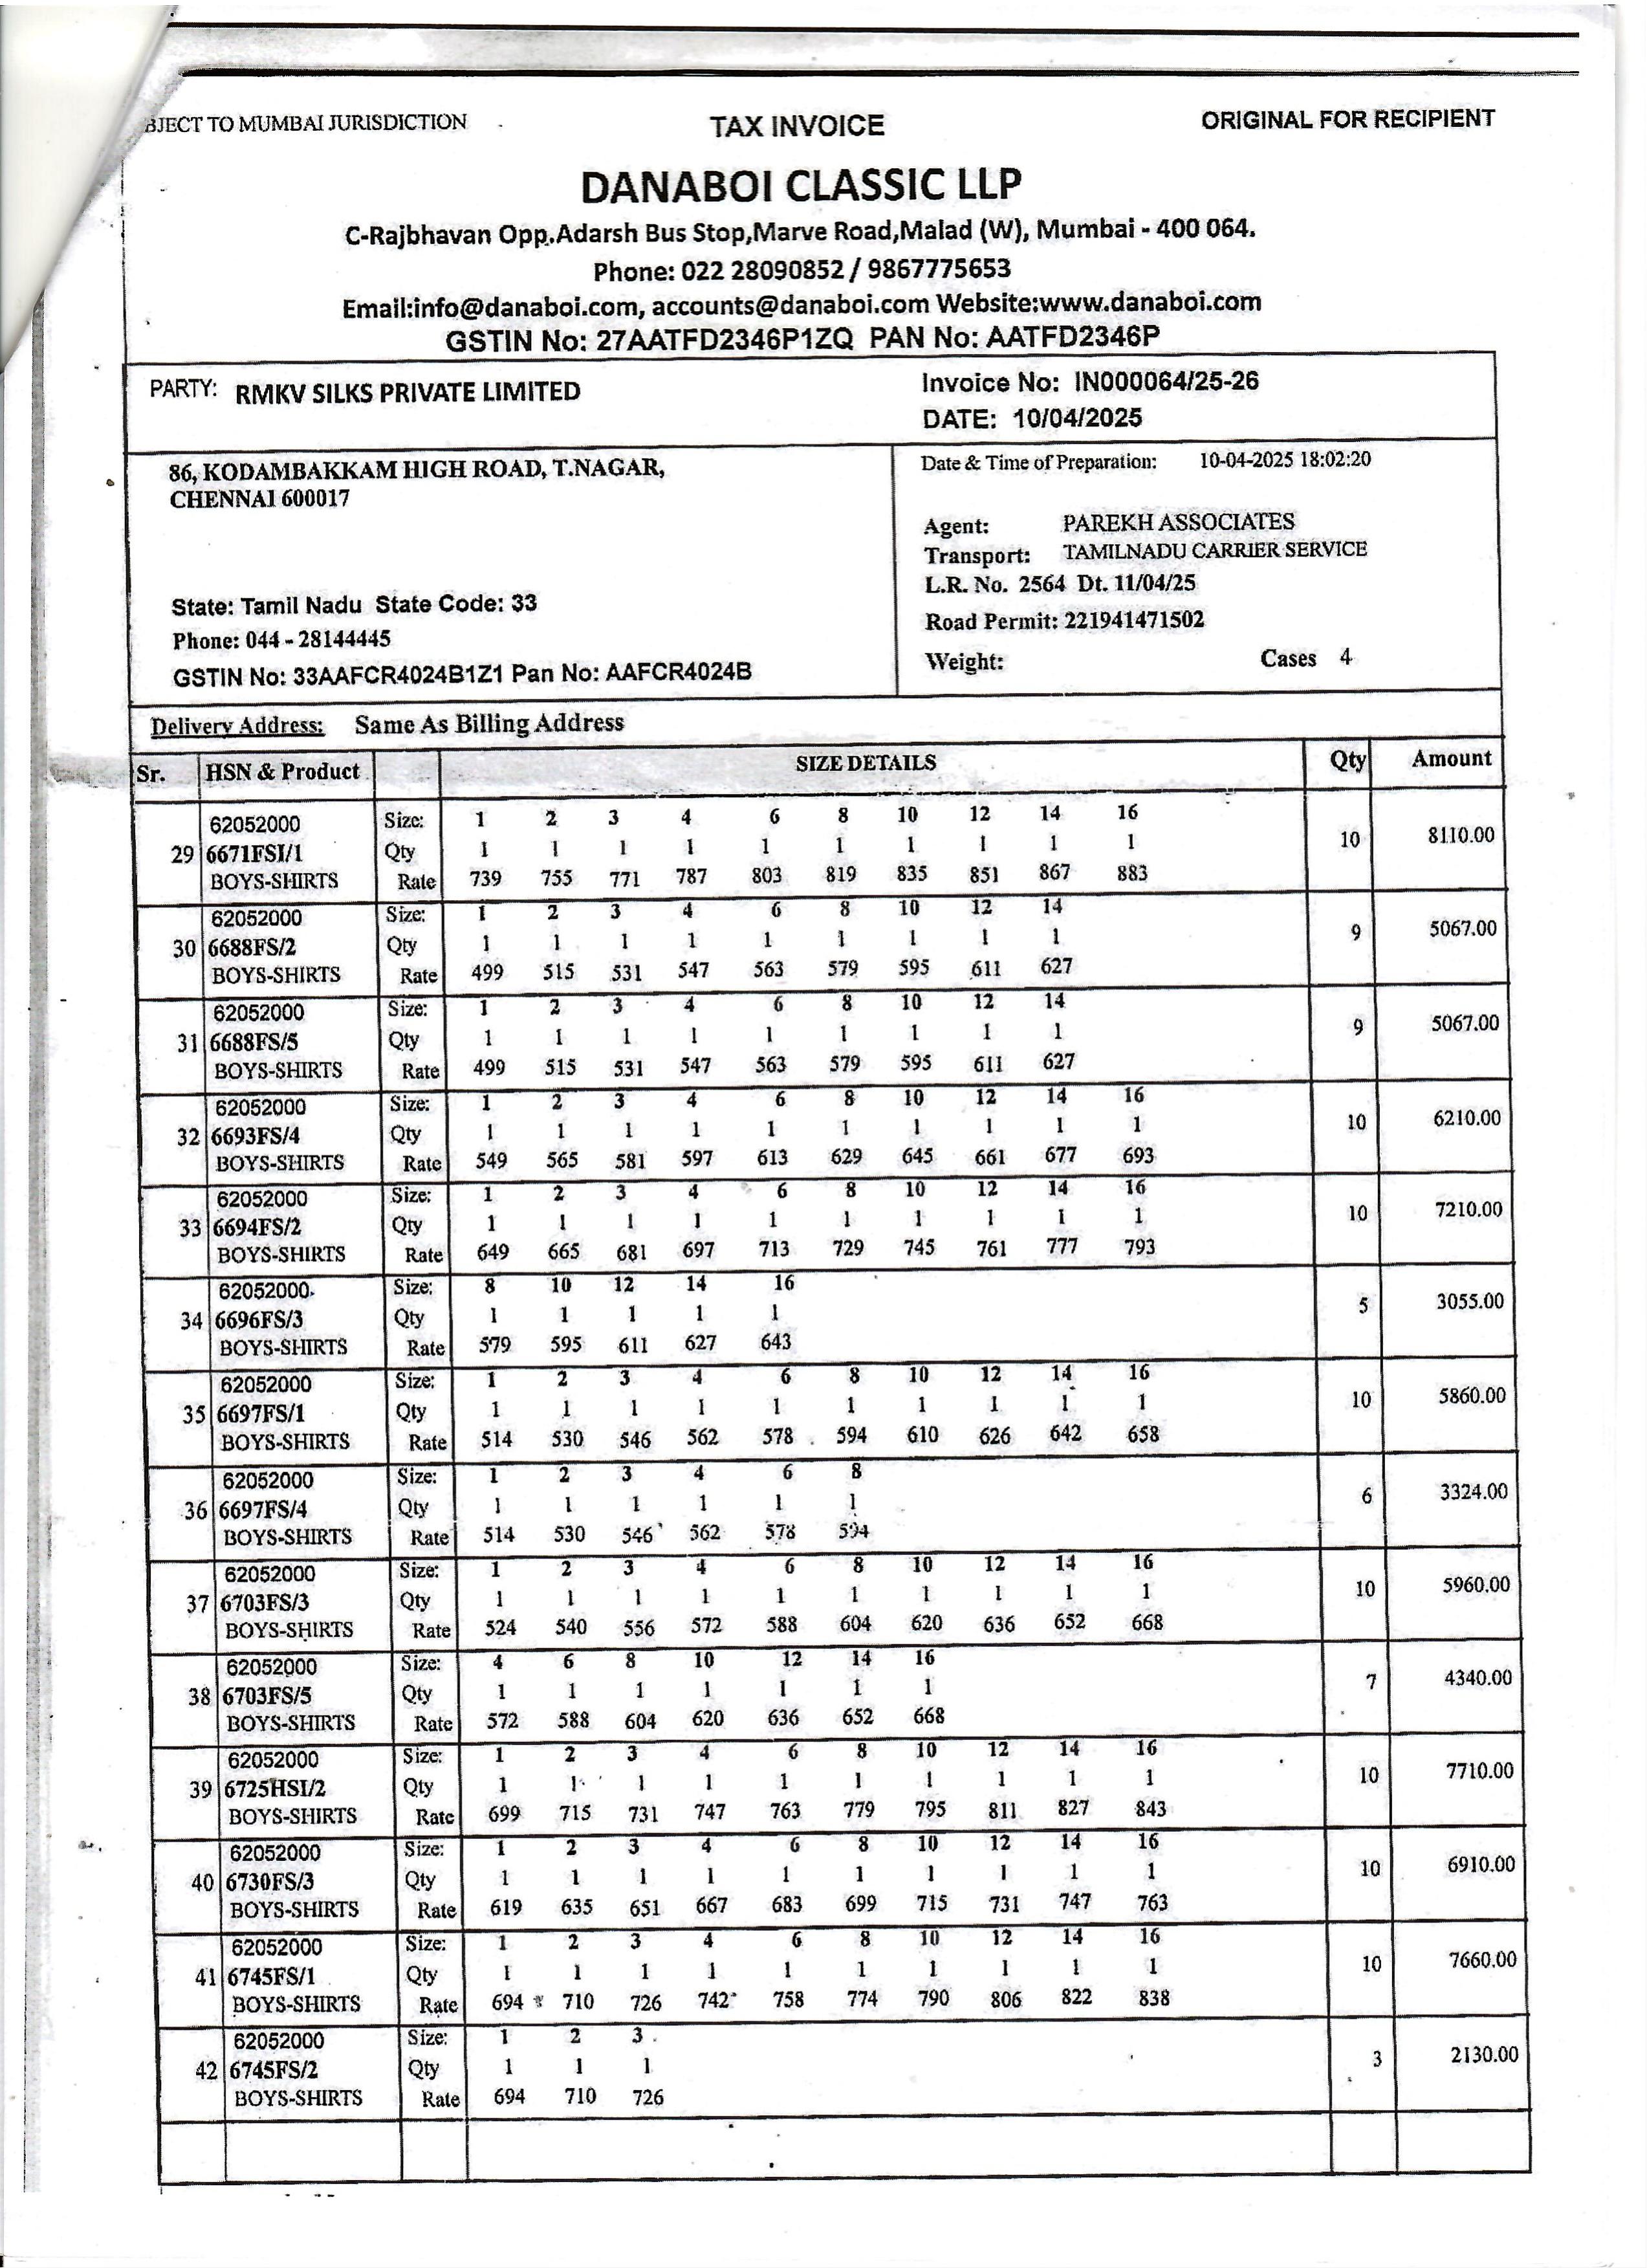 BJECT TO MUMBAI JURISDICTION TAX INVOICE ORIGINAL FOR RECIPIENT
DANABOI CLASSIC LLP
C-Rajbhavan Opp.Adarsh Bus Stop,Marve Road,Malad (W), Mumbai - 400 064.
Phone: 022 28090852 / 9867775653
Email:info@danaboi.com, accounts@danaboi.com Website:www.danaboi.com
GSTIN No: 27AATFD2346P1ZQ PAN No: AATFD2346P
PARTY: RMKV SILKS PRIVATE LIMITED
Invoice No: IN000064/25-26
DATE: 10/04/2025
86, KODAMBAKKAM HIGH ROAD, T.NAGAR,
CHENNAI 600017
State: Tamil Nadu State Code: 33
Phone: 044 - 28144445
GSTIN No: 33AAFCR4024B1Z1 Pan No: AAFCR4024B
Date & Time of Preparation: 10-04-2025 18:02:20
Agent: PAREKH ASSOCIATES
Transport: TAMILNADU CARRIER SERVICE
L.R. No. 2564 Dt. 11/04/25
Road Permit: 221941471502
Weight: Cases 4
Delivery Address: Same As Billing Address
Sr. HSN & Product SIZE DETAILS Qty Amount
62052000 Size: 1 2 3 4 6 8 10 12 14 16
29 6671FSI/1 Qty 1 1 1 1 1 1 1 1 1 1 10 8110.00
BOYS-SHIRTS Rate 739 755 771 787 803 819 835 851 867 883
62052000 Size: 1 2 3 4 6 8 10 12 14
30 6688FS/2 Qty 1 1 1 1 1 1 1 1 1 9 5067.00
BOYS-SHIRTS Rate 499 515 531 547 563 579 595 611 627
62052000 Size: 1 2 3 4 6 8 10 12 14
31 6688FS/5 Qty 1 1 1 1 1 1 1 1 1 9 5067.00
BOYS-SHIRTS Rate 499 515 531 547 563 579 595 611 627
62052000 Size: 1 2 3 4 6 8 10 12 14 16
32 6693FS/4 Qty 1 1 1 1 1 1 1 1 1 1 10 6210.00
BOYS-SHIRTS Rate 549 565 581 597 613 629 645 661 677 693
62052000 Size: 1 2 3 4 6 8 10 12 14 16
33 6694FS/2 Qty 1 1 1 1 1 1 1 1 1 1 10 7210.00
BOYS-SHIRTS Rate 649 665 681 697 713 729 745 761 777 793
62052000 Size: 8 10 12 14 16
34 6696FS/3 Qty 1 1 1 1 1 5 3055.00
BOYS-SHIRTS Rate 579 595 611 627 643
62052000 Size: 1 2 3 4 6 8 10 12 14 16
35 6697FS/1 Qty 1 1 1 1 1 1 1 1 1 1 10 5860.00
BOYS-SHIRTS Rate 514 530 546 562 578 594 610 626 642 658
62052000 Size: 1 2 3 4 6 8
36 6697FS/4 Qty 1 1 1 1 1 1 6 3324.00
BOYS-SHIRTS Rate 514 530 546 562 578 594
62052000 Size: 1 2 3 4 6 8 10 12 14 16
37 6703FS/3 Qty 1 1 1 1 1 1 1 1 1 1 10 5960.00
BOYS-SHIRTS Rate 524 540 556 572 588 604 620 636 652 668
62052000 Size: 4 6 8 10 12 14 16
38 6703FS/5 Qty 1 1 1 1 1 1 1 7 4340.00
BOYS-SHIRTS Rate 572 588 604 620 636 652 668
62052000 Size: 1 2 3 4 6 8 10 12 14 16
39 6725HSI/2 Qty 1 1 1 1 1 1 1 1 1 1 10 7710.00
BOYS-SHIRTS Rate 699 715 731 747 763 779 795 811 827 843
62052000 Size: 1 2 3 4 6 8 10 12 14 16
40 6730FS/3 Qty 1 1 1 1 1 1 1 1 1 1 10 6910.00
BOYS-SHIRTS Rate 619 635 651 667 683 699 715 731 747 763
62052000 Size: 1 2 3 4 6 8 10 12 14 16
41 6745FS/1 Qty 1 1 1 1 1 1 1 1 1 1 10 7660.00
BOYS-SHIRTS Rate 694 710 726 742 758 774 790 806 822 838
62052000 Size: 1 2 3
42 6745FS/2 Qty 1 1 1 3 2130.00
BOYS-SHIRTS Rate 694 710 726